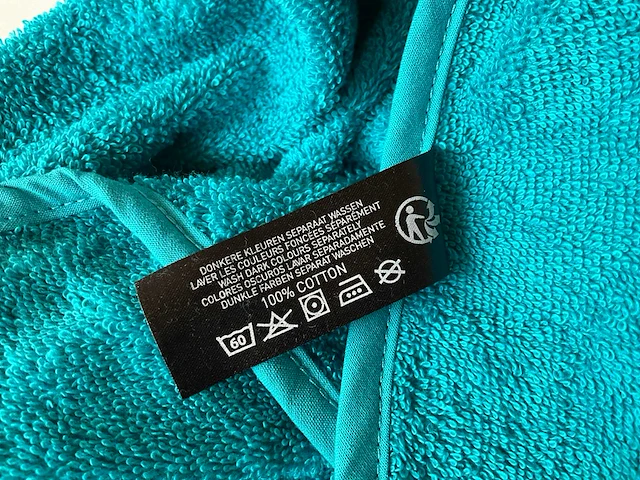 DONKERE KLEUREN SEPARAAT WASSEN
LAVER LES COULEURS FONCÉES SÉPARÉMENT
WASH DARK COLOURS SEPARATELY
COLORES OSCUROS LAVAR SEPARADAMENTE
DUNKLE FARBEN SEPARAT WASCHEN
100% COTTON
60